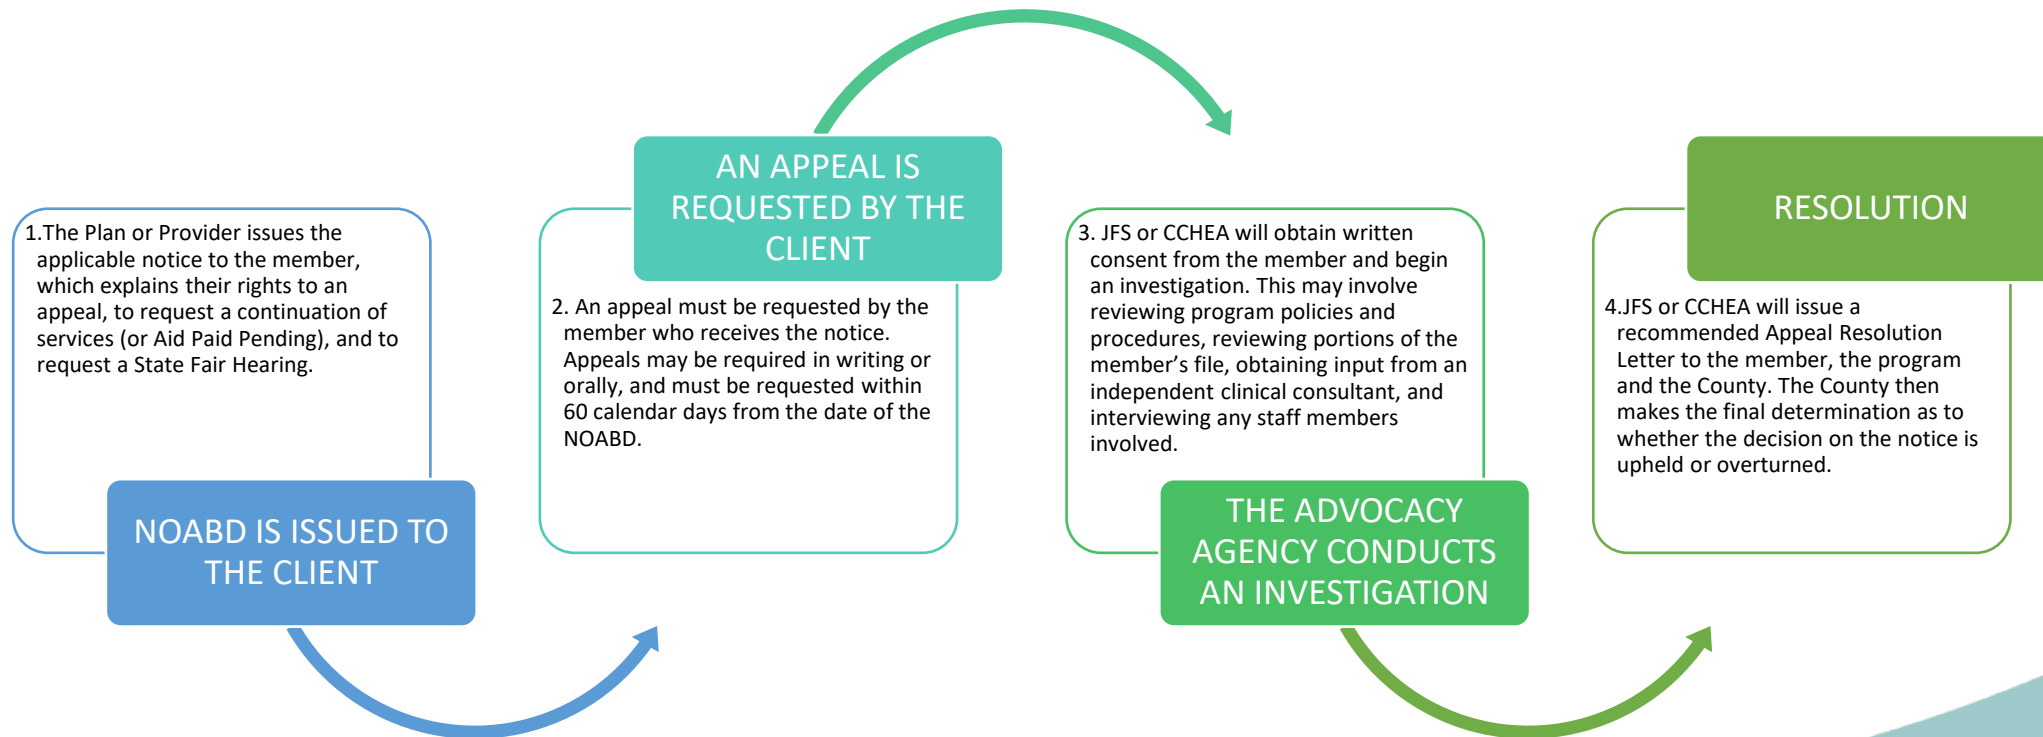 1.The Plan or Provider issues the
applicable notice to the member,
which explains their rights to an
appeal, to request a continuation of
services (or Aid Paid Pending), and to
request a State Fair Hearing.
NOABD IS ISSUED TO
THE CLIENT
AN APPEAL IS
REQUESTED BY THE
CLIENT
2. An appeal must be requested by the
member who receives the notice.
Appeals may be required in writing or
orally, and must be requested within
60 calendar days from the date of the
NOABD.
3. JFS or CCHEA will obtain written
consent from the member and begin
an investigation. This may involve
reviewing program policies and
procedures, reviewing portions of the
member’s file, obtaining input from an
independent clinical consultant, and
interviewing any staff members
involved.
THE ADVOCACY
AGENCY CONDUCTS
AN INVESTIGATION
RESOLUTION
4.JFS or CCHEA will issue a
recommended Appeal Resolution
Letter to the member, the program
and the County. The County then
makes the final determination as to
whether the decision on the notice is
upheld or overturned.